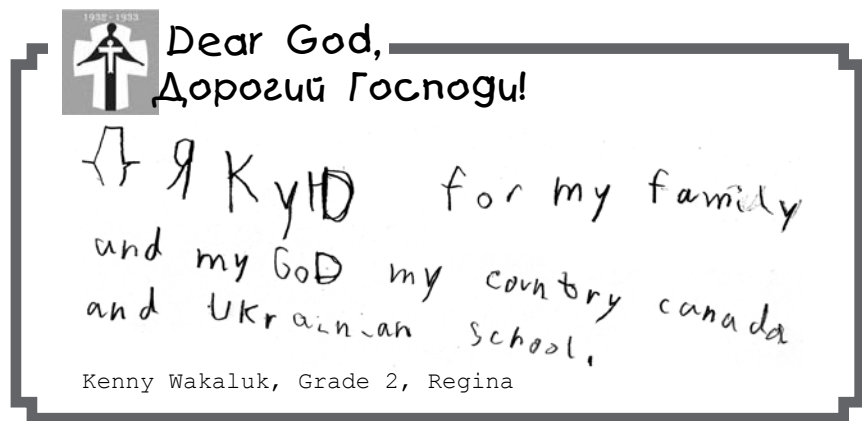 1932 - 1933
Dear God,
Дорогий Господи!
Дякую for my family
and my GoD my country canada
and UKrainian school.
Kenny Wakaluk, Grade 2, Regina